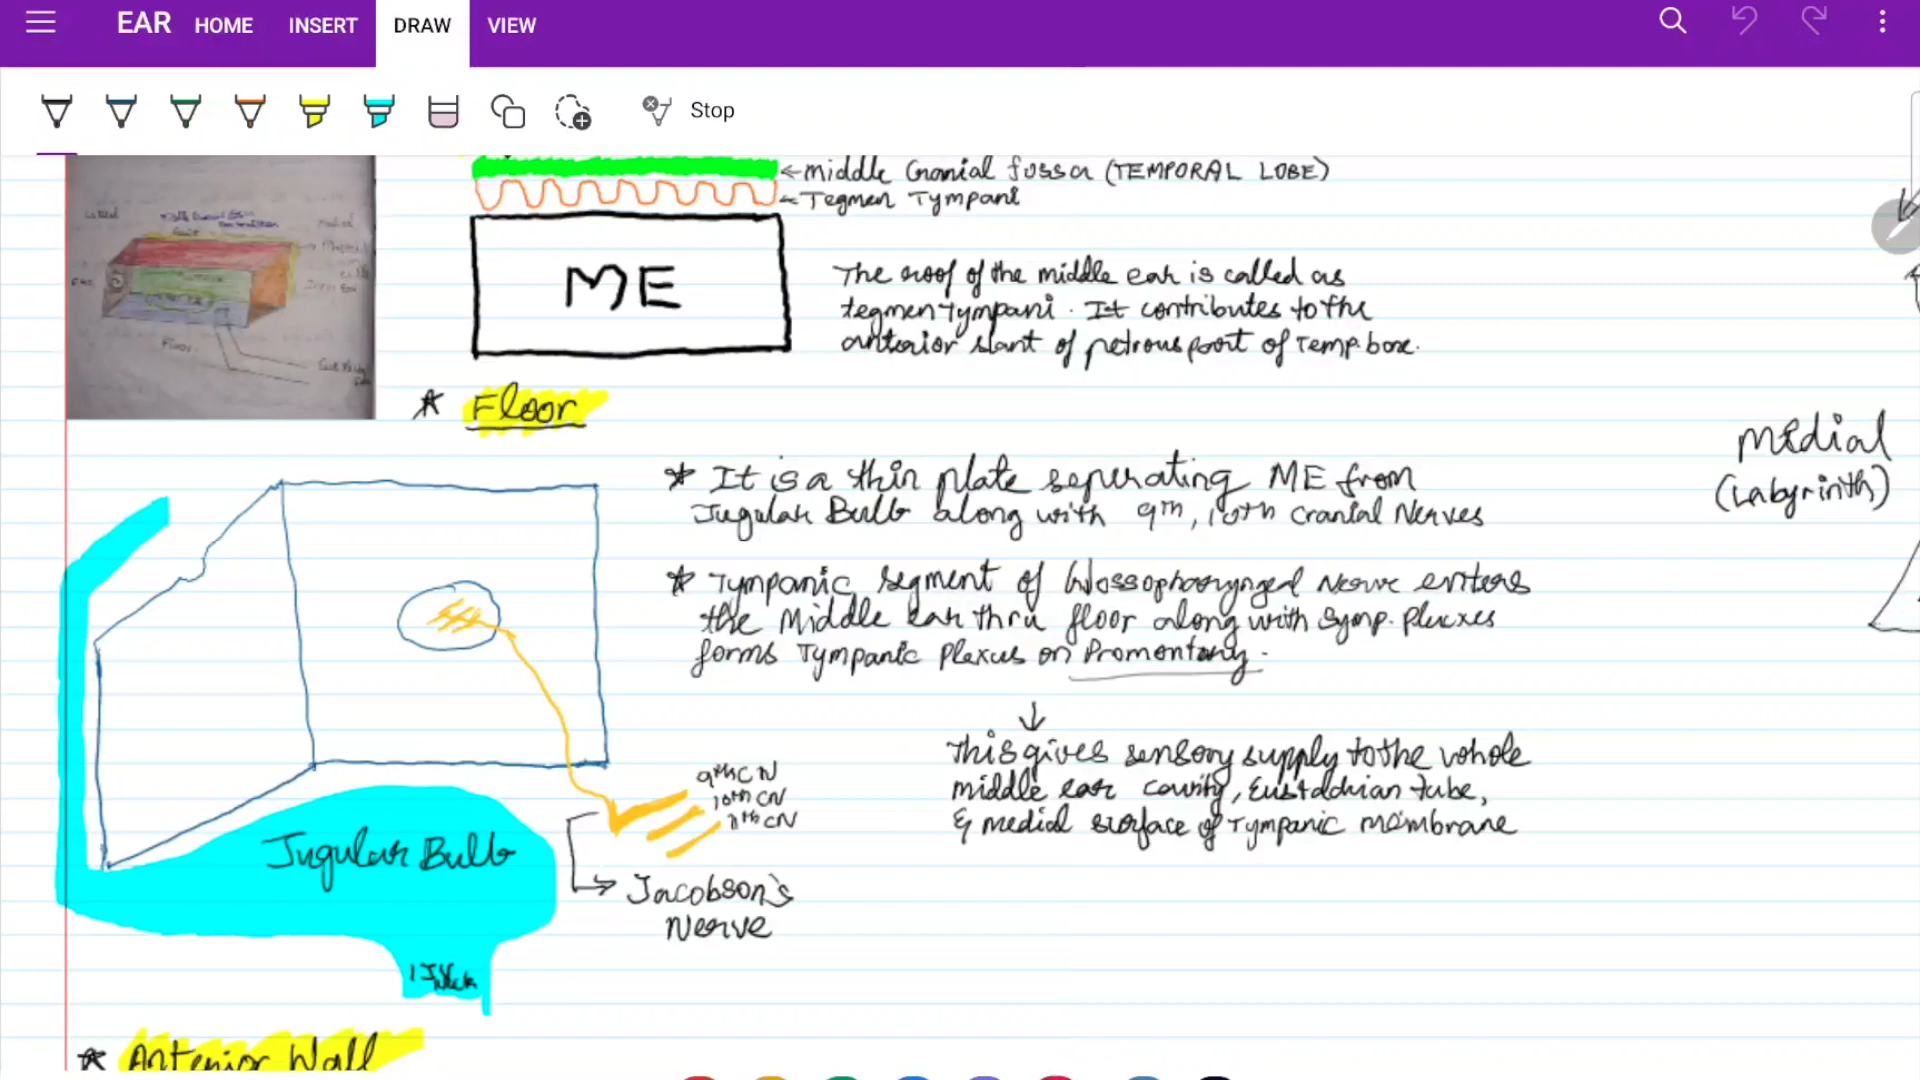 EAR HOME INSERT DRAW VIEW
Stop
Middle Cranial fossa (TEMPORAL LOBE)
Tegmen Tympani
ME
The roof of the middle ear is called as
tegmen tympani. It contributes to the
anterior slant of petrous part of Temp. bone.
* Floor
Medial
(Labyrinth)
* It is a thin plate seperating ME from
Jugular Bulb along with 9th, 10th Cranial Nerves
* Tympanic segment of Glossopharyngeal Nerve enters
the Middle Ear thru floor along with Symp. plexes
forms Tympanic Plexus on Promontory.
This gives sensory supply to the whole
middle ear cavity, Eustachian tube,
& medial surface of Tympanic membrane
9th CN
10th CN
11th CN
Jugular Bulb
Jacobson's
Nerve
* Anterior Wall